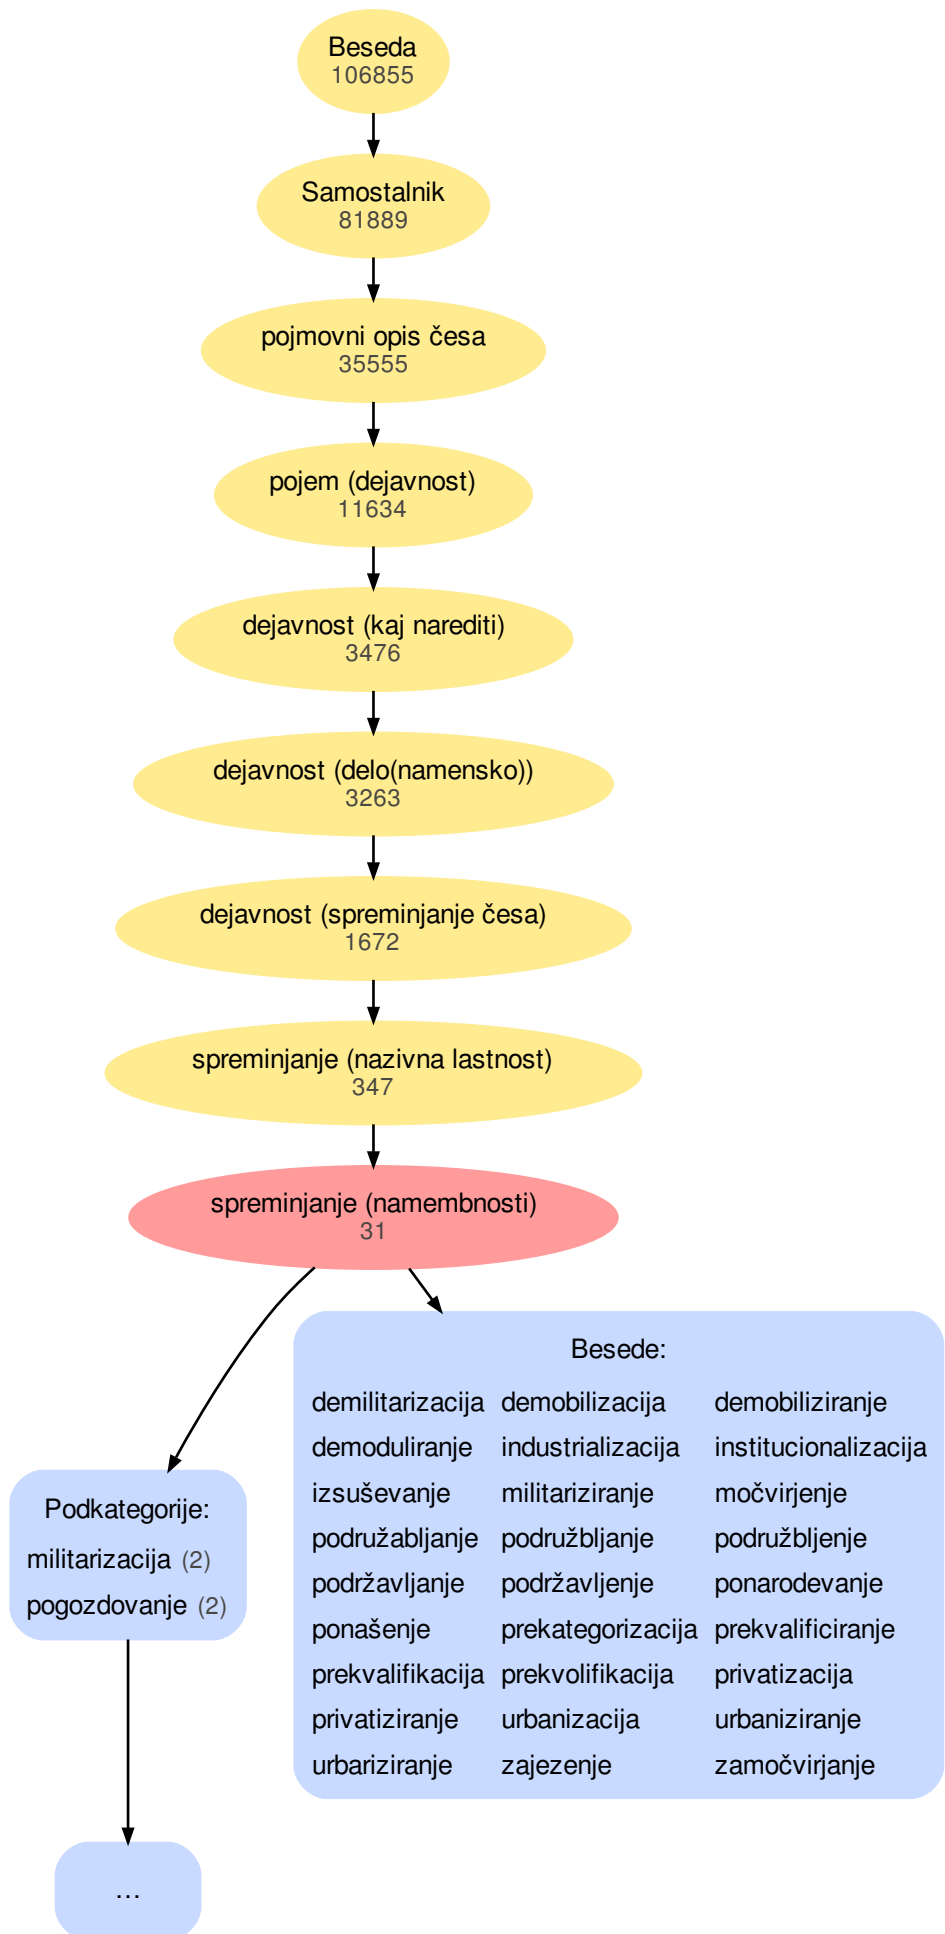 Beseda
106855
Samostalnik
81889
pojmovni opis česa
35555
pojem (dejavnost)
11634
dejavnost (kaj narediti)
3476
dejavnost (delo(namensko))
3263
dejavnost (spreminjanje česa)
1672
spreminjanje (nazivna lastnost)
347
spreminjanje (namembnosti)
31
Besede:
demilitarizacija demobilizacija demobiliziranje
demoduliranje industrializacija institucionalizacija
izsuševanje militariziranje močvirjenje
podružabljanje podružbljanje podružbljenje
podržavljanje podržavljenje ponarodevanje
ponašenje prekategorizacija prekvalificiranje
prekvalifikacija prekvolifikacija privatizacija
privatiziranje urbanizacija urbaniziranje
urbariziranje zajezenje zamočvirjanje
Podkategorije:
militarizacija (2)
pogozdovanje (2)
...